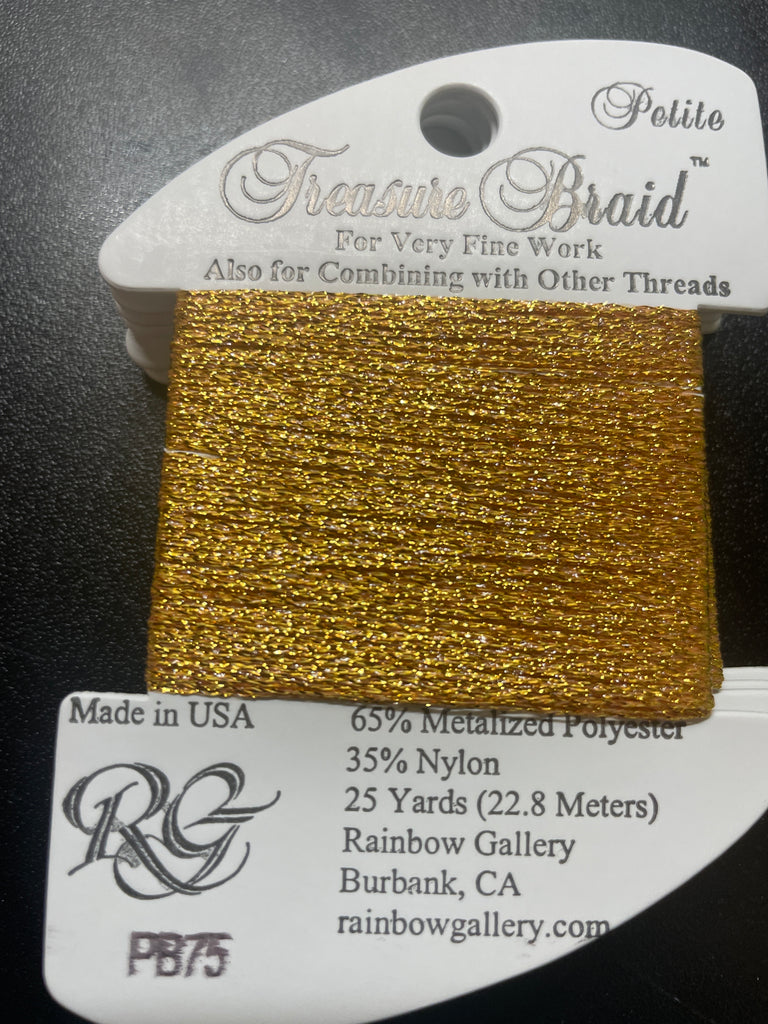 Petite
Treasure Braid™
For Very Fine Work
Also for Combining with Other Threads
Made in USA
65% Metalized Polyester
35% Nylon
25 Yards (22.8 Meters)
Rainbow Gallery
Burbank, CA
rainbowgallery.com
RG
PB75